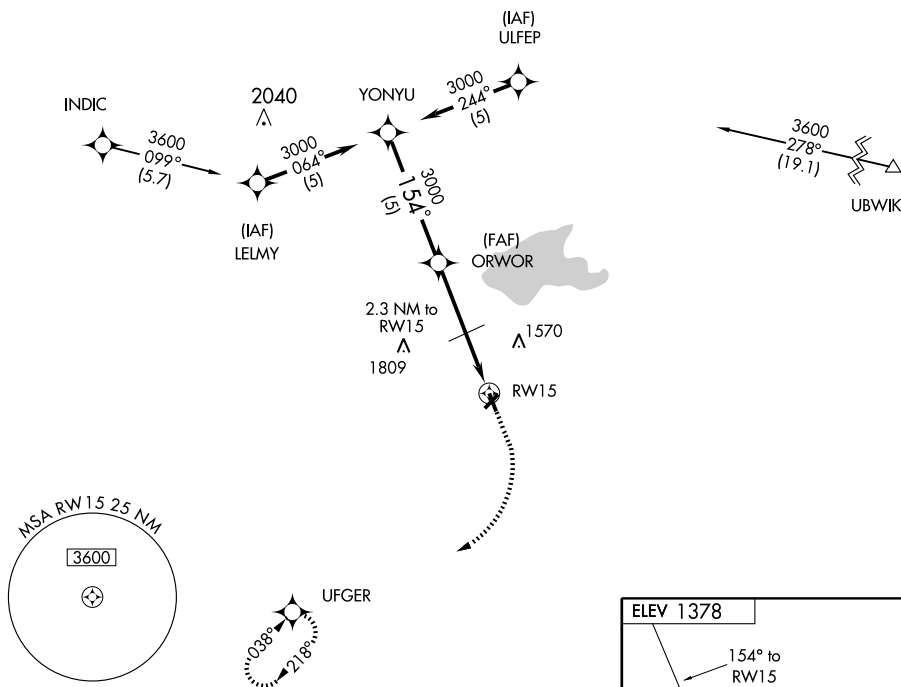 (IAF)
ULFEP
INDIC
2040
YONYU
3000
244°
(5)
3600
099°
(5.7)
3000
064°
(5)
3600
278°
(19.1)
3000
154°
(5)
UBWIK
(IAF)
LELMY
(FAF)
ORWOR
2.3 NM to
RW15
1570
1809
RW15
MSA RW15 25 NM
3600
UFGER
038°
218°
ELEV 1378
154° to
RW15